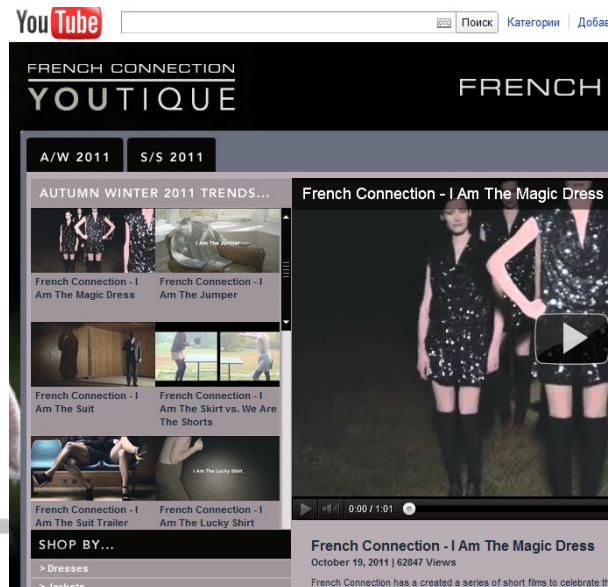 You Tube
Поиск
Категории
FRENCH CONNECTION
YOUTIQUE
FRENCH
A/W 2011
S/S 2011
AUTUMN WINTER 2011 TRENDS...
French Connection - I
Am The Magic Dress
I Am The Jumper
French Connection - I
Am The Jumper
French Connection - I
Am The Suit
French Connection - I
Am The Skirt vs. We Are
The Shorts
French Connection - I
Am The Suit Trailer
I Am The Lucky Shirt
French Connection - I
Am The Lucky Shirt
SHOP BY...
> Dresses
French Connection - I Am The Magic Dress
0:00 / 1:01
French Connection - I Am The Magic Dress
October 19, 2011 | 62847 Views
French Connection has a created a series of short films to celebrate